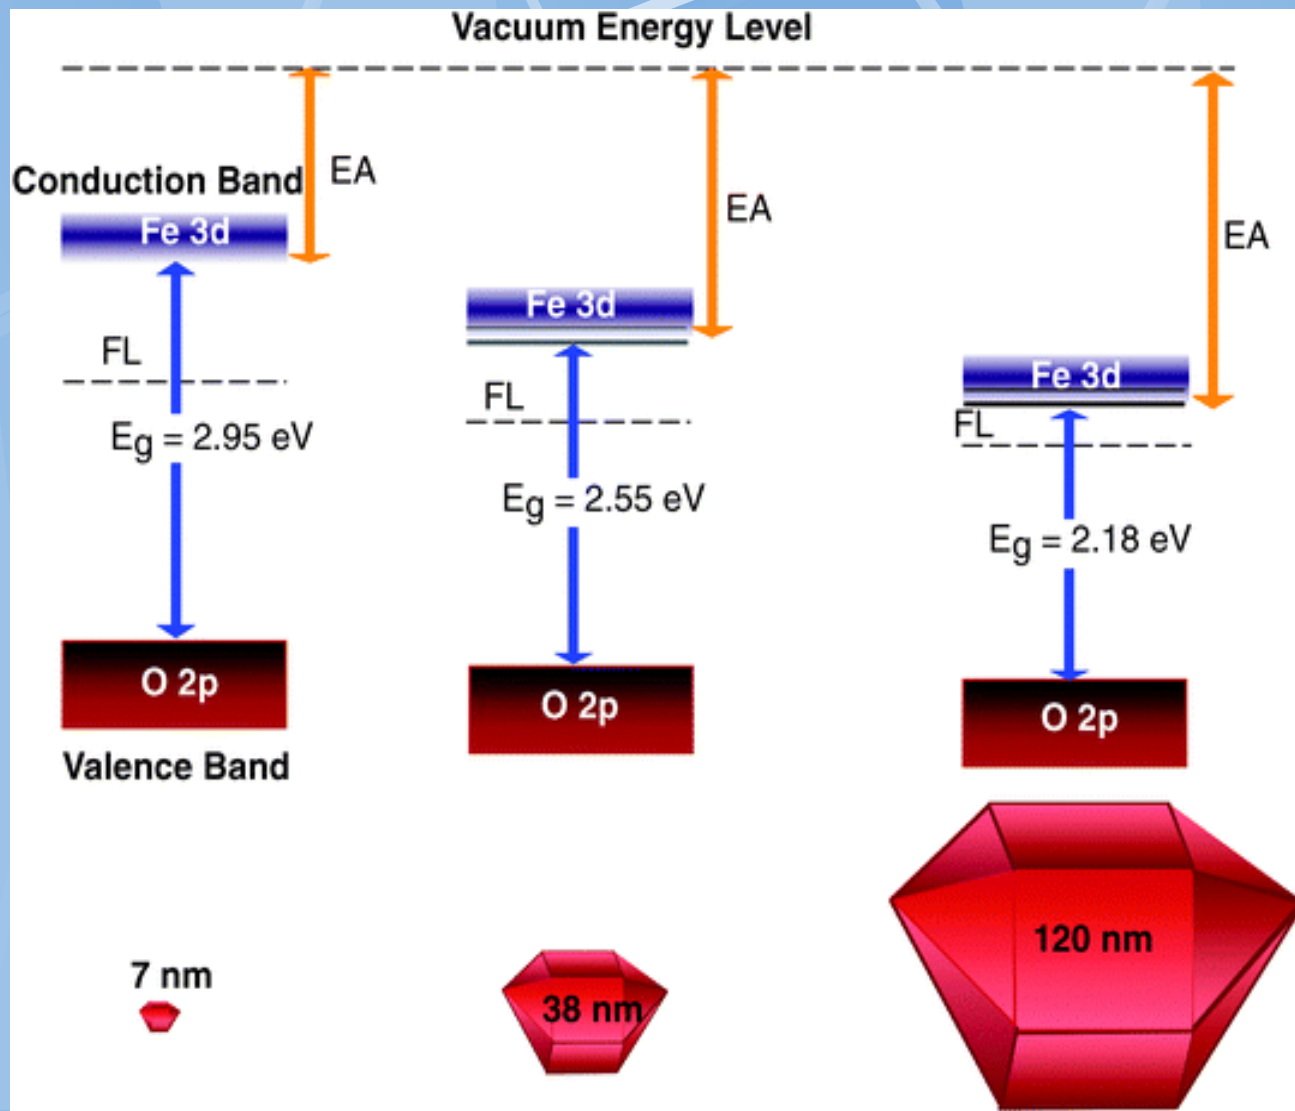 Vacuum Energy Level
EA
Conduction Band
Fe 3d
FL
Eg = 2.95 eV
O 2p
Valence Band
7 nm
EA
Fe 3d
FL
Eg = 2.55 eV
O 2p
38 nm
EA
Fe 3d
FL
Eg = 2.18 eV
O 2p
120 nm